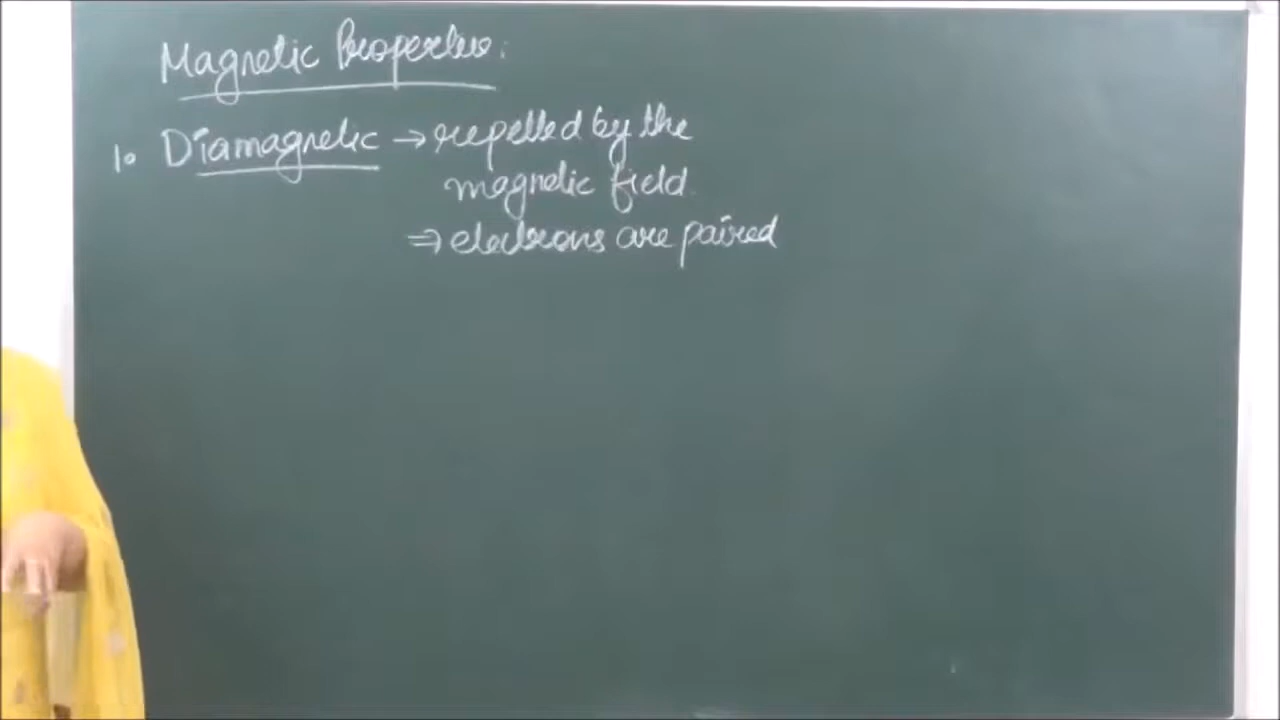 Magnetic Properties.
1. Diamagnetic → repelled by the
magnetic field.
⇒ electrons are paired